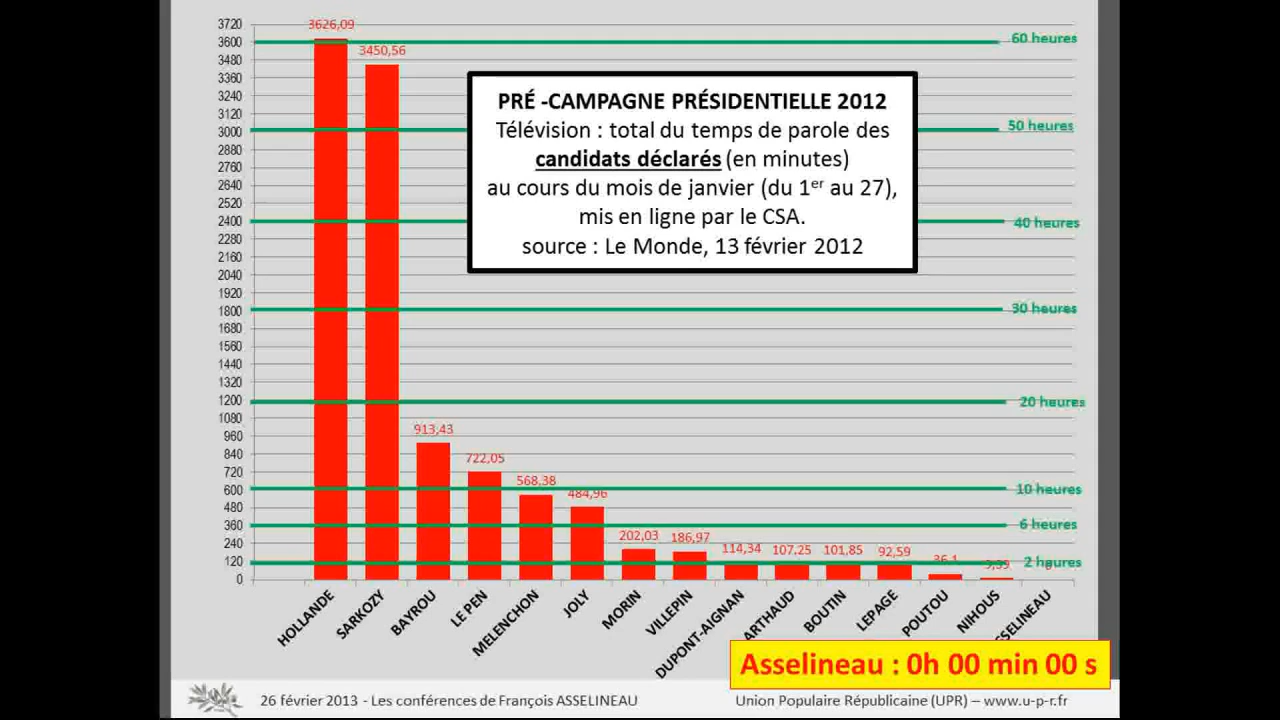 3720
3600
3480
3360
3240
3120
3000
2880
2760
2640
2520
2400
2280
2160
2040
1920
1800
1680
1560
1440
1320
1200
1080
960
840
720
600
480
360
240
120
0
3626,09
3450,56
913,43
722,05
568,38
484,96
202,03
186,97
114,34
107,25
101,85
92,59
36,1
60 heures
50 heures
40 heures
30 heures
20 heures
10 heures
6 heures
2 heures
PRÉ -CAMPAGNE PRÉSIDENTIELLE 2012
Télévision : total du temps de parole des
candidats déclarés (en minutes)
au cours du mois de janvier (du 1er au 27),
mis en ligne par le CSA.
source : Le Monde, 13 février 2012
HOLLANDE
SARKOZY
BAYROU
LE PEN
MELENCHON
JOLY
MORIN
VILLEPIN
DUPONT-AIGNAN
ARTHAUD
BOUTIN
LEPAGE
POUTOU
NIHOUS
SSELINEAU
Asselineau : 0h 00 min 00 s
26 février 2013 - Les conférences de François ASSELINEAU
Union Populaire Républicaine (UPR) – www.u-p-r.fr